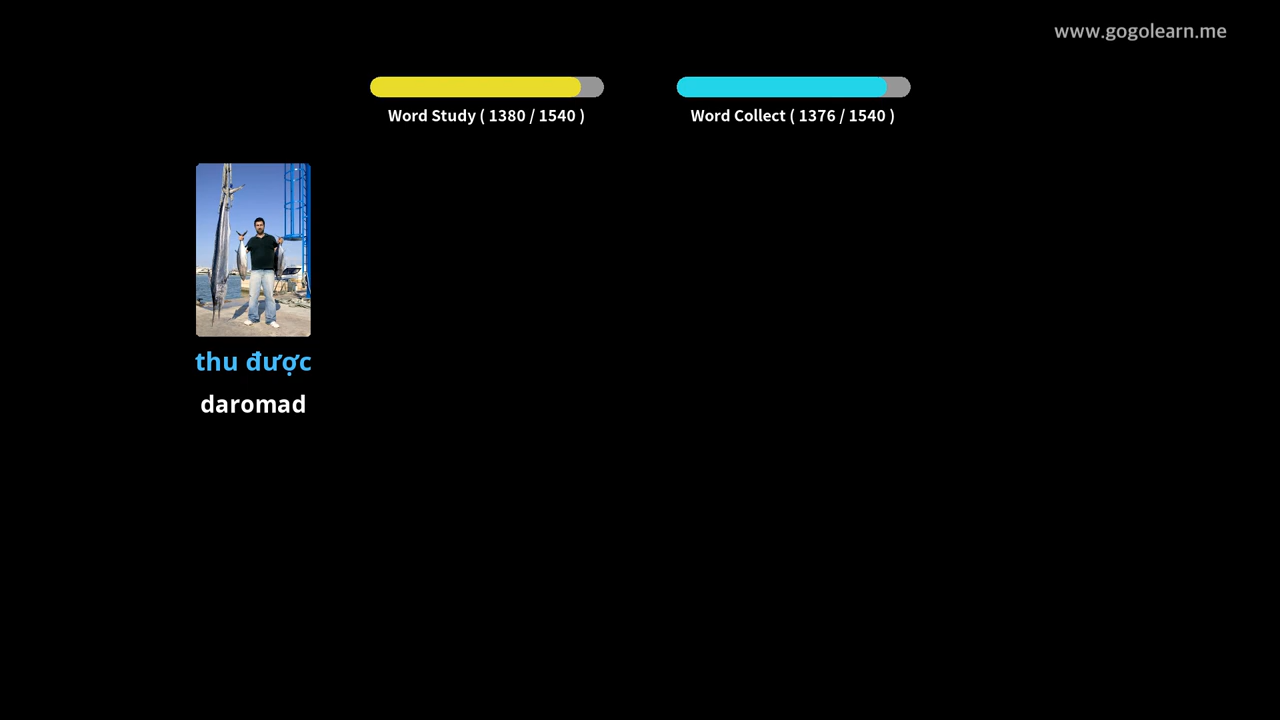 www.gogolearn.me
Word Study ( 1380 / 1540 )
Word Collect ( 1376 / 1540 )
thu được
daromad